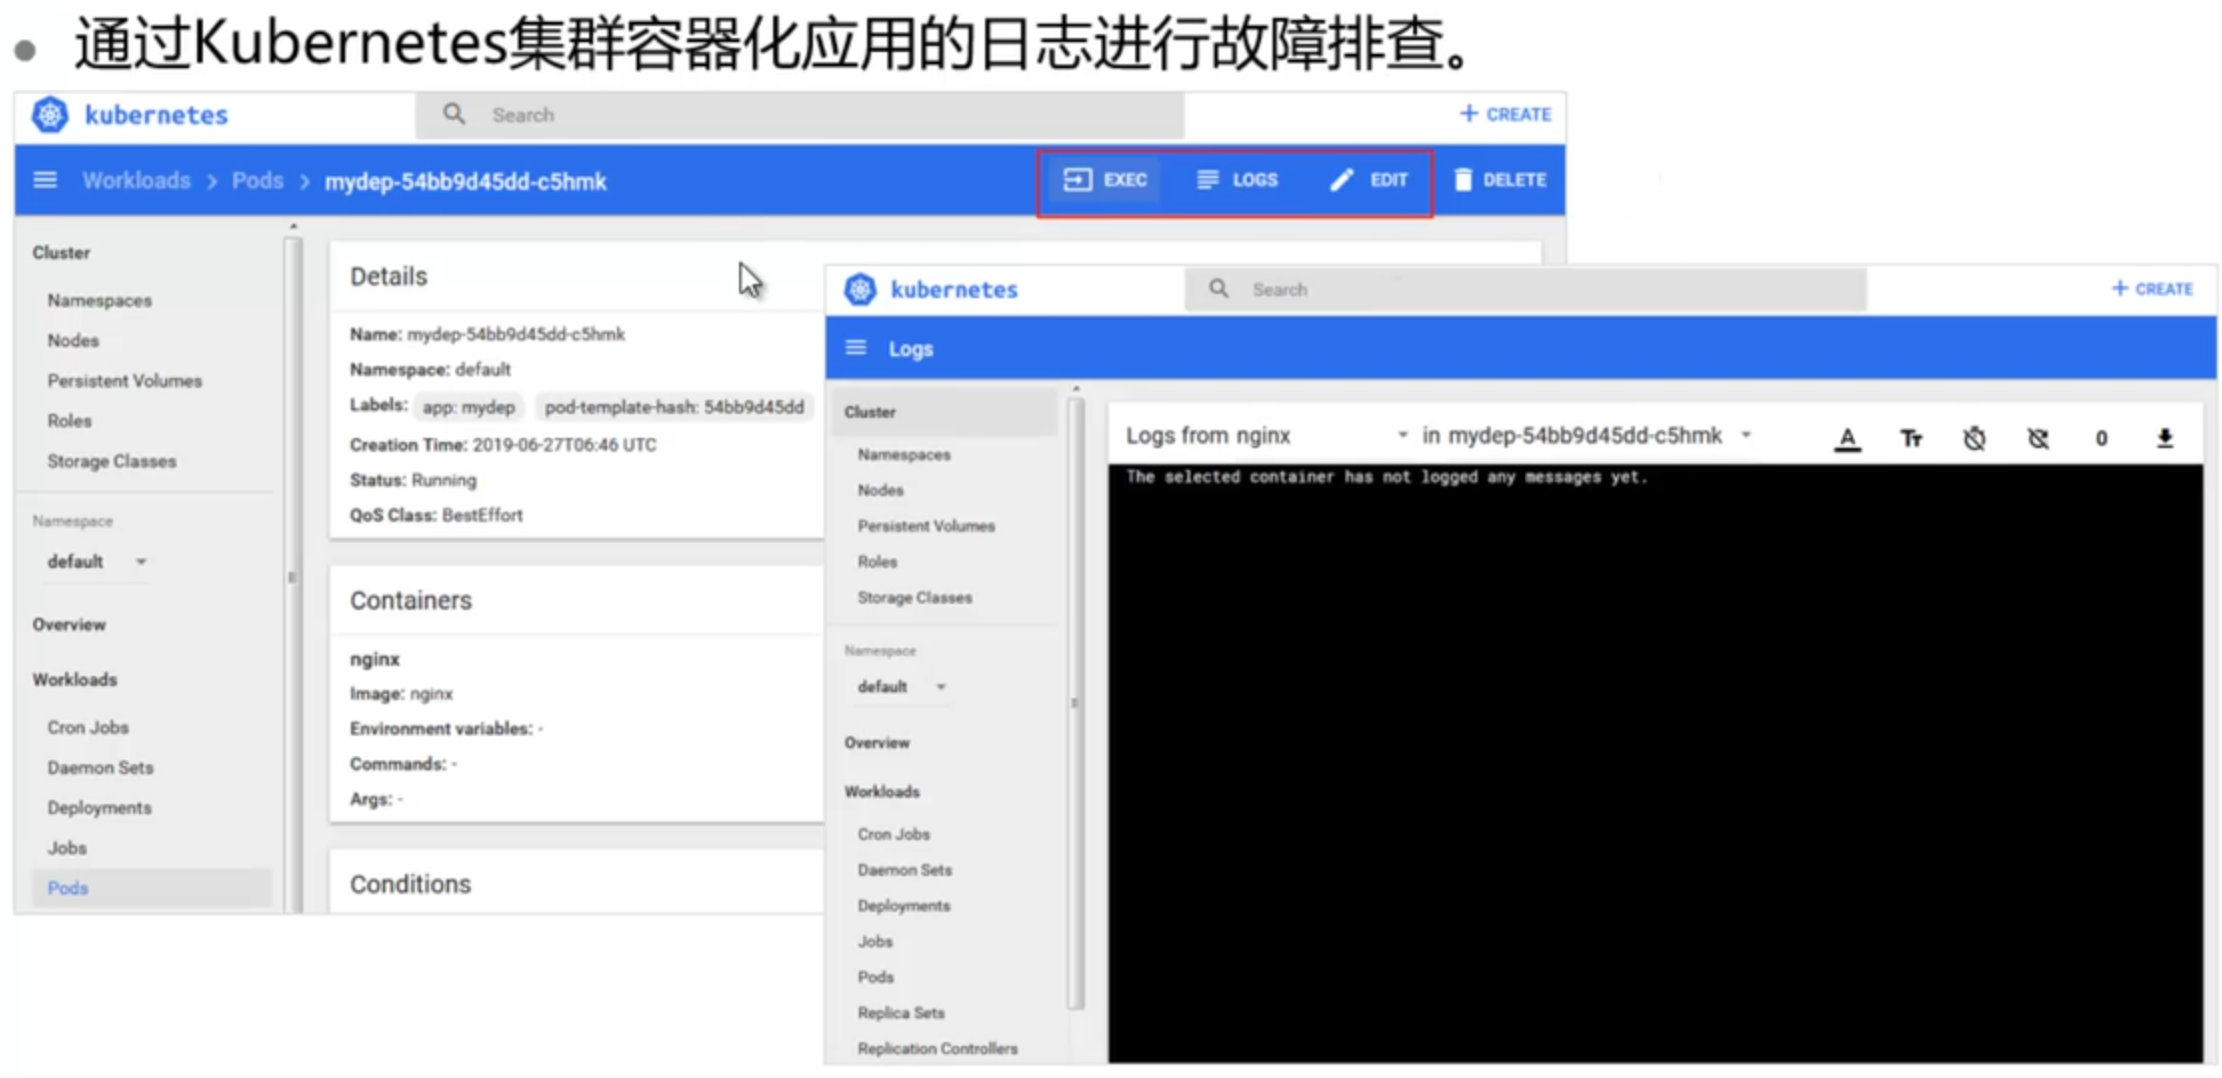 通过Kubernetes集群容器化应用的日志进行故障排查。
kubernetes
Search
+ CREATE
Workloads > Pods > mydep-54bb9d45dd-c5hmk
EXEC
LOGS
EDIT
DELETE
Cluster
Namespaces
Nodes
Persistent Volumes
Roles
Storage Classes
Namespace
default
Overview
Workloads
Cron Jobs
Daemon Sets
Deployments
Jobs
Pods
Details
Name: mydep-54bb9d45dd-c5hmk
Namespace: default
Labels: app: mydep pod-template-hash: 54bb9d45dd
Creation Time: 2019-06-27T06:46 UTC
Status: Running
QoS Class: BestEffort
Containers
nginx
Image: nginx
Environment variables: -
Commands: -
Args: -
Conditions
kubernetes
Search
+ CREATE
Logs
Cluster
Namespaces
Nodes
Persistent Volumes
Roles
Storage Classes
Namespace
default
Overview
Workloads
Cron Jobs
Daemon Sets
Deployments
Jobs
Pods
Replica Sets
Replication Controllers
Logs from nginx in mydep-54bb9d45dd-c5hmk
A
Tт
0
The selected container has not logged any messages yet.